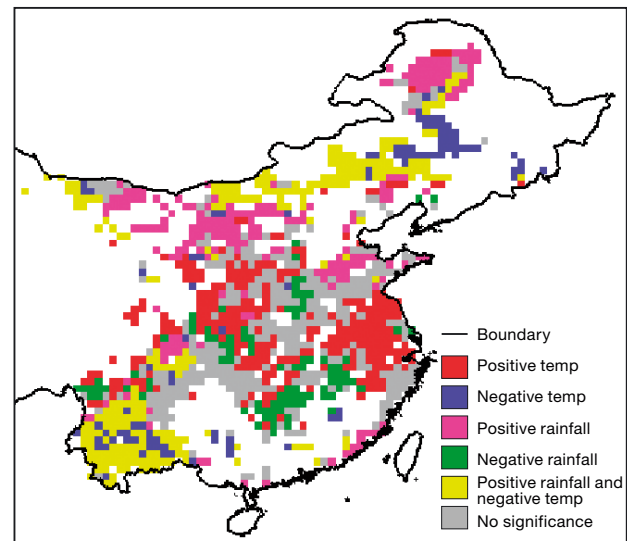 Boundary
Positive temp
Negative temp
Positive rainfall
Negative rainfall
Positive rainfall and
negative temp
No significance